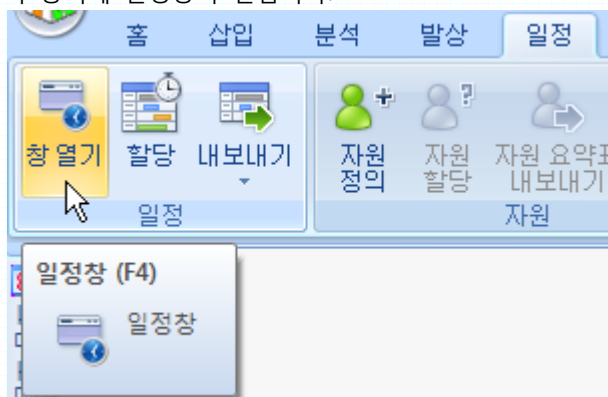 홈 삽입 분석 발상 일정
창 열기 할당 내보내기 자원 정의 자원 할당 자원 요약표 내보내기
일정 자원
일정창 (F4)
일정창